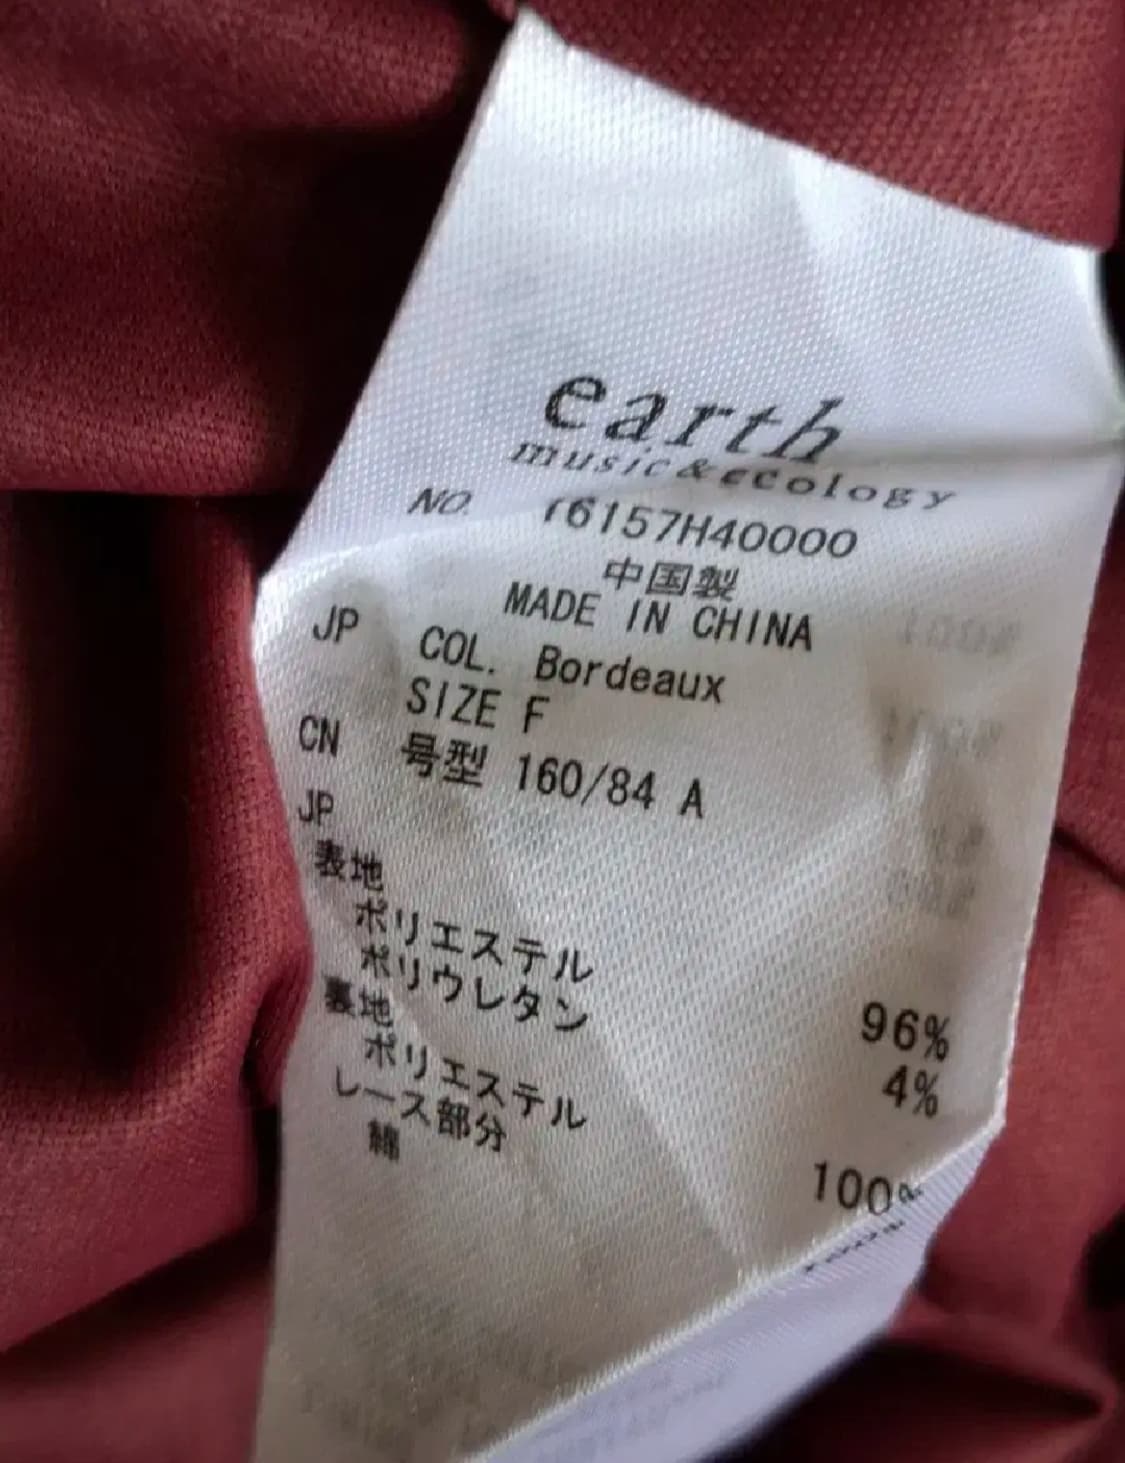 earth
music&ecology
NO. r6157H40000
中国製
MADE IN CHINA
JP COL. Bordeaux
SIZE F
CN 号型 160/84 A
JP
表地
ポリエステル 96%
ポリウレタン 4%
裏地
ポリエステル 100%
レース部分
綿